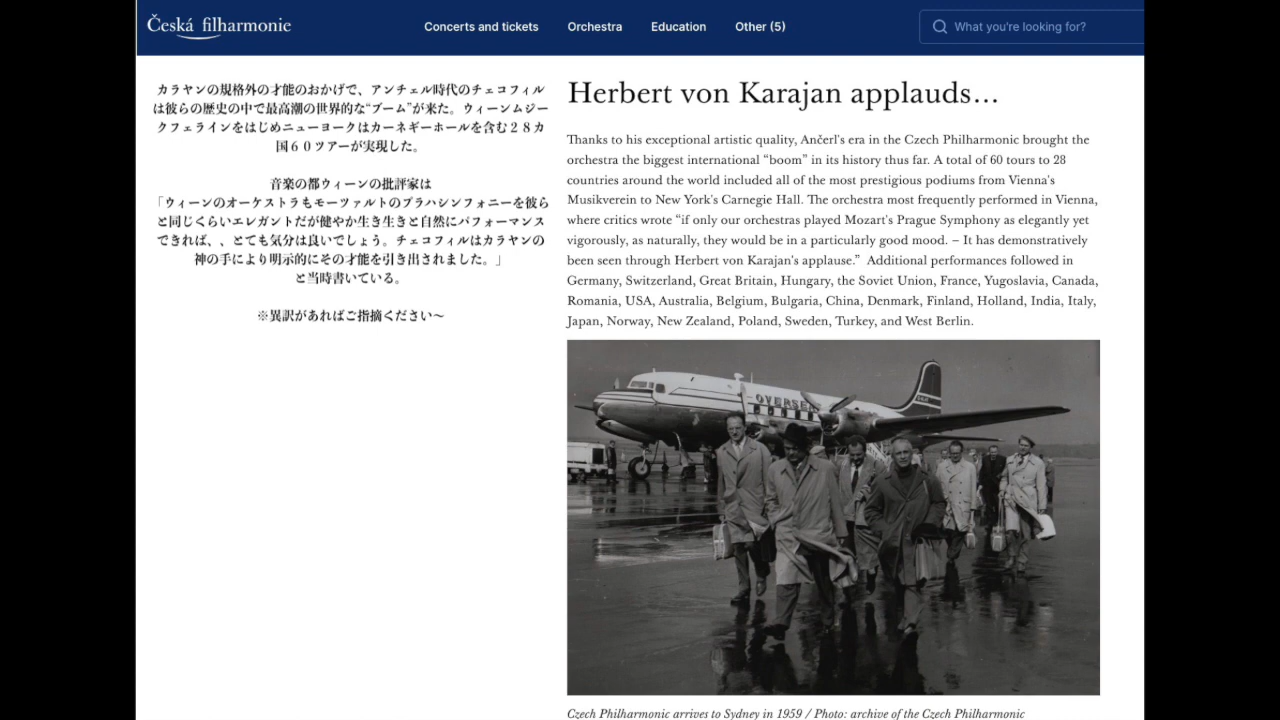 Česká filharmonie
Concerts and tickets
Orchestra
Education
Other (5)
What you're looking for?
カラヤンの規格外の才能のおかげで、アンチェル時代のチェコフィル
は彼らの歴史の中で最高潮の世界的な“ブーム”が来た。ウィーンムジー
クフェラインをはじめニューヨークはカーネギーホールを含む２８カ
国６０ツアーが実現した。
音楽の都ウィーンの批評家は
「ウィーンのオーケストラもモーツァルトのプラハシンフォニーを彼ら
と同じくらいエレガントだが健やか生き生きと自然にパフォーマンス
できれば、、とても気分は良いでしょう。チェコフィルはカラヤンの
神の手により明示的にその才能を引き出されました。」
と当時書いている。
※異訳があればご指摘ください〜
Herbert von Karajan applauds...
Thanks to his exceptional artistic quality, Ančerl's era in the Czech Philharmonic brought the
orchestra the biggest international “boom” in its history thus far. A total of 60 tours to 28
countries around the world included all of the most prestigious podiums from Vienna's
Musikverein to New York's Carnegie Hall. The orchestra most frequently performed in Vienna,
where critics wrote “if only our orchestras played Mozart's Prague Symphony as elegantly yet
vigorously, as naturally, they would be in a particularly good mood. – It has demonstratively
been seen through Herbert von Karajan's applause.” Additional performances followed in
Germany, Switzerland, Great Britain, Hungary, the Soviet Union, France, Yugoslavia, Canada,
Romania, USA, Australia, Belgium, Bulgaria, China, Denmark, Finland, Holland, India, Italy,
Japan, Norway, New Zealand, Poland, Sweden, Turkey, and West Berlin.
Czech Philharmonic arrives to Sydney in 1959 / Photo: archive of the Czech Philharmonic